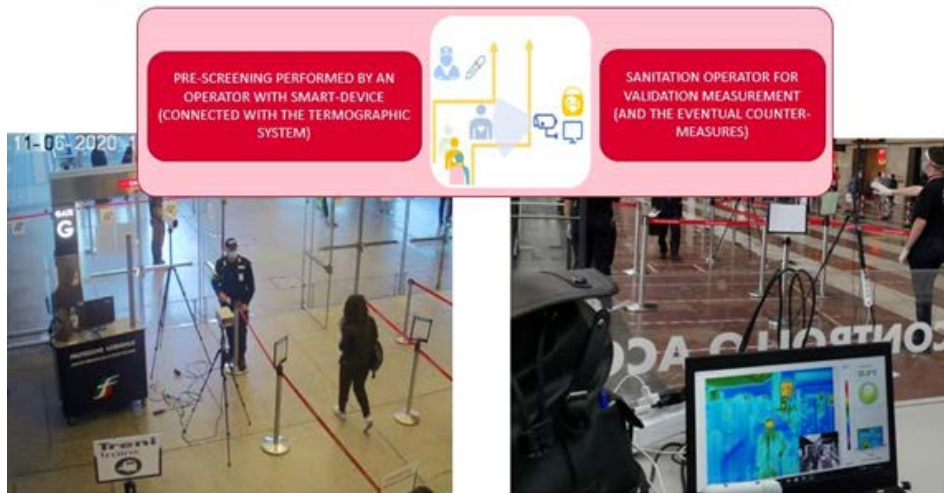 PRE-SCREENING PERFORMED BY AN
OPERATOR WITH SMART-DEVICE
(CONNECTED WITH THE TERMOGRAPHIC
SYSTEM)
SANITATION OPERATOR FOR
VALIDATION MEASUREMENT
(AND THE EVENTUAL COUNTER-
MEASURES)
11-06-2020
GATE
G
Treni
trains
CONTROLLO ACC